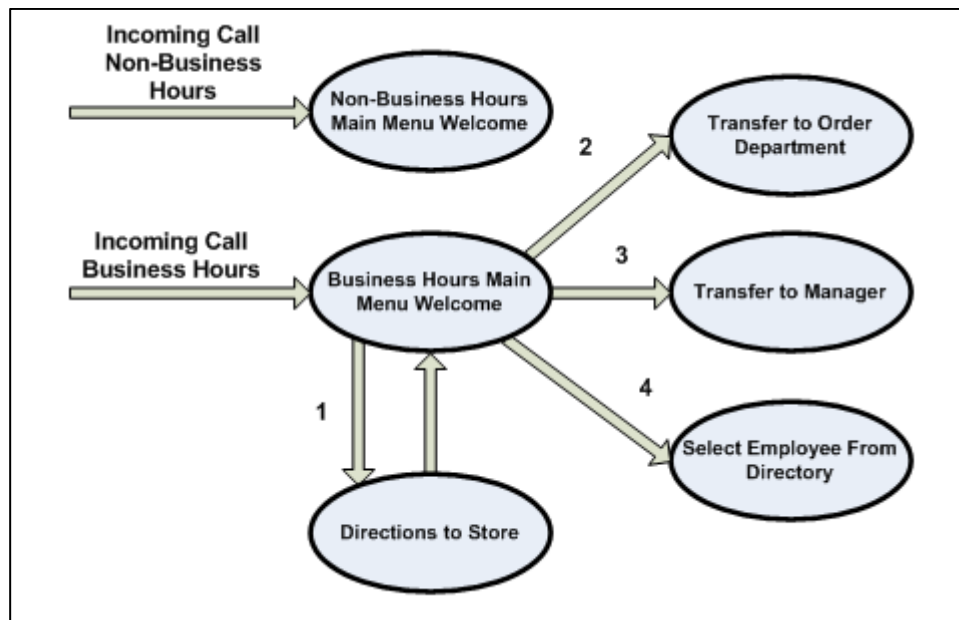 Incoming Call
Non-Business
Hours
Non-Business Hours
Main Menu Welcome
2
Transfer to Order
Department
Incoming Call
Business Hours
Business Hours Main
Menu Welcome
3
Transfer to Manager
1
4
Select Employee From
Directory
Directions to Store